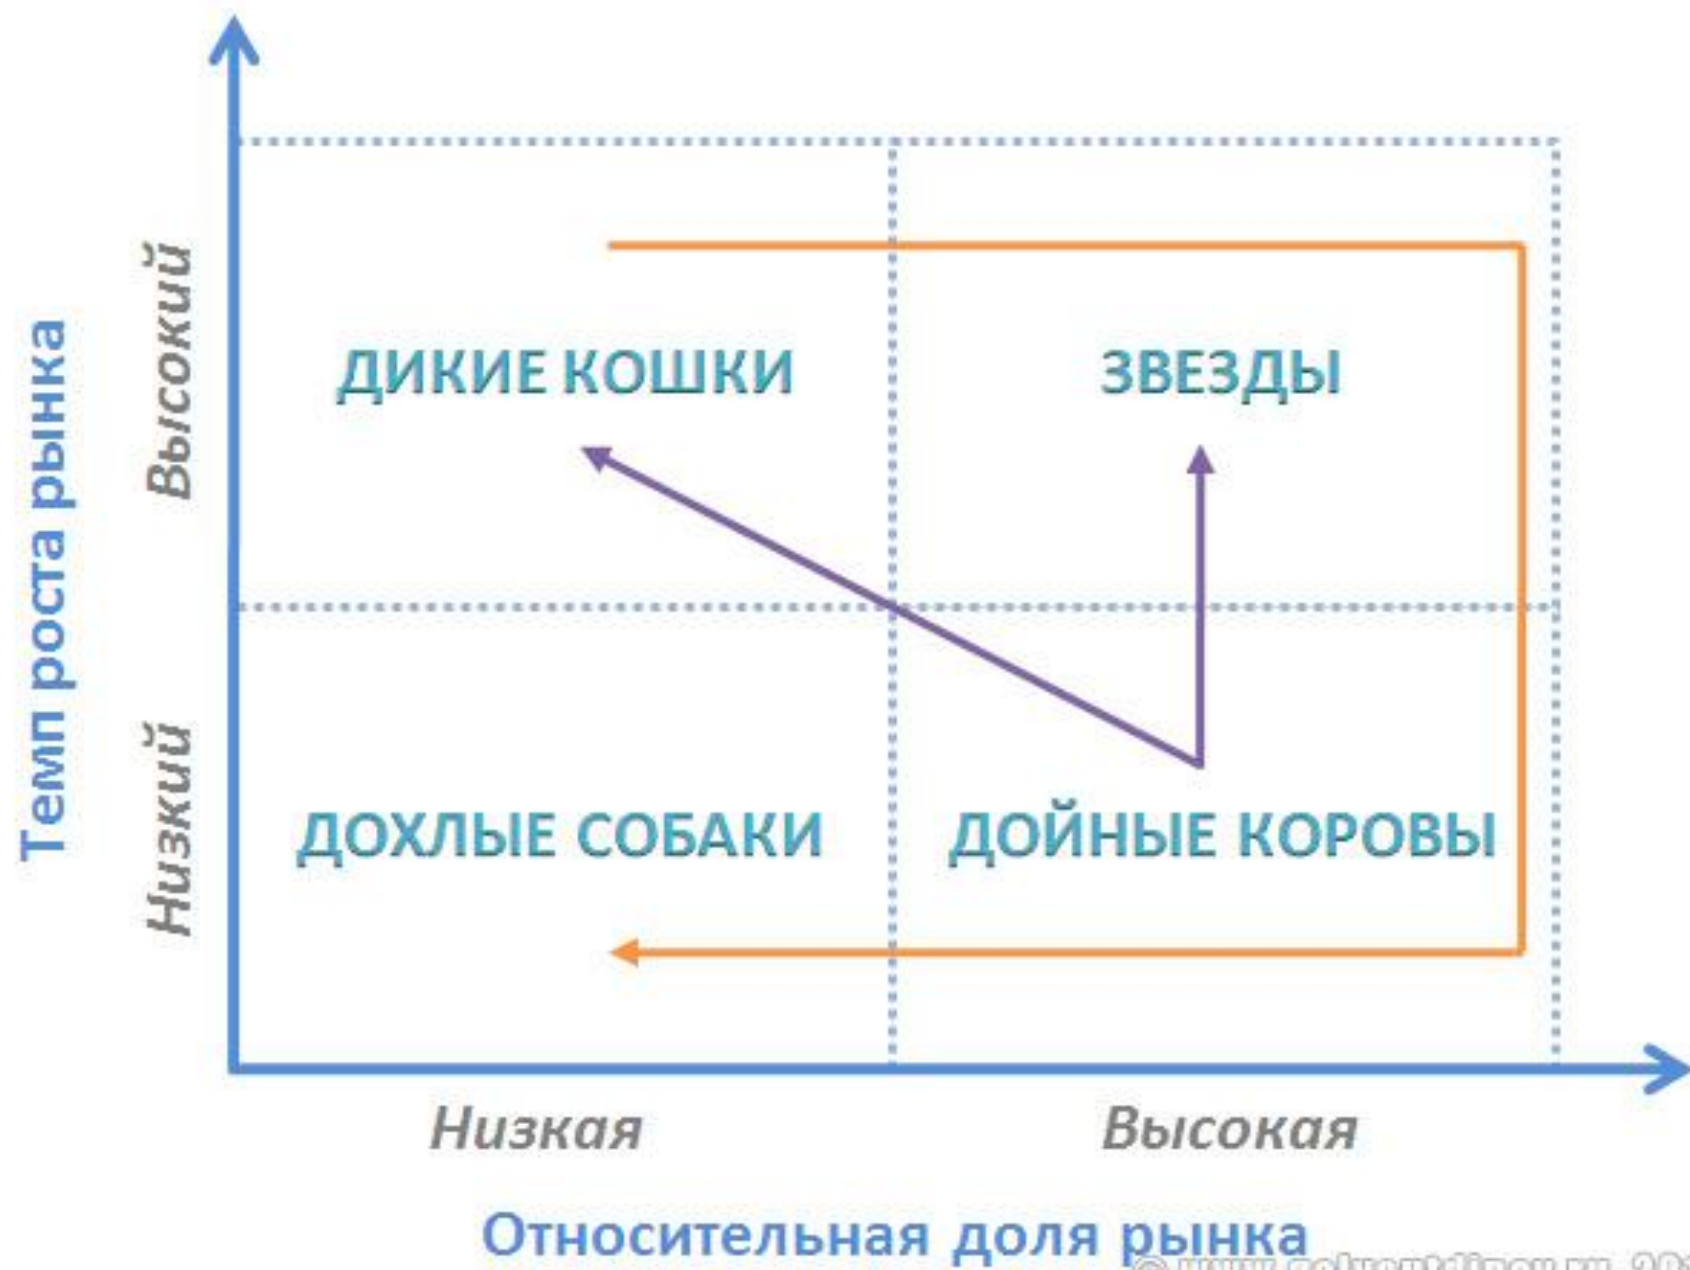 Темп роста рынка
Высокий
Низкий
ДИКИЕ КОШКИ
ЗВЕЗДЫ
ДОХЛЫЕ СОБАКИ
ДОЙНЫЕ КОРОВЫ
Низкая
Высокая
Относительная доля рынка